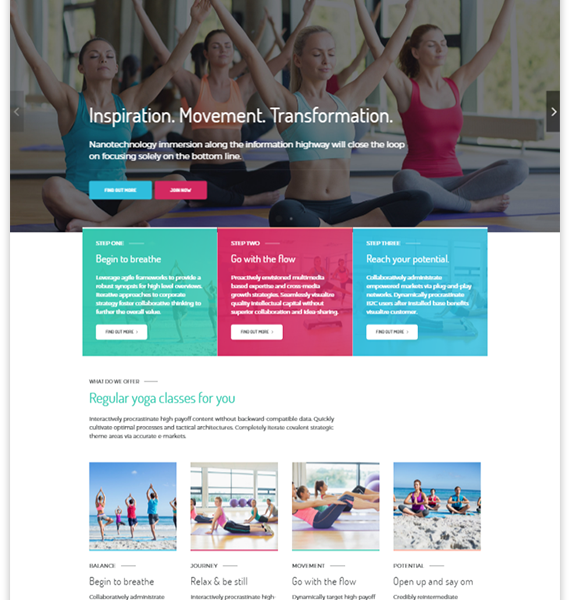 Inspiration. Movement. Transformation.
Nanotechnology immersion along the information highway will close the loop
on focusing solely on the bottom line.
FIND OUT MORE
JOIN NOW
STEP ONE
Begin to breathe
Leverage agile frameworks to provide a
robust synopsis for high level overviews.
Iterative approaches to corporate
strategy foster collaborative thinking to
further the overall value.
FIND OUT MORE >
STEP TWO
Go with the flow
Proactively envisioned multimedia
based expertise and cross-media
growth strategies. Seamlessly visualize
quality intellectual capital without
superior collaboration and idea-sharing.
FIND OUT MORE >
STEP THREE
Reach your potential
Collaboratively administrate
empowered markets via plug-and-play
networks. Dynamically procrastinate
B2C users after installed base benefits
visualize customer.
FIND OUT MORE >
WHAT DO WE OFFER
Regular yoga classes for you
Interactively procrastinate high payoff content without backward-compatible data. Quickly
cultivate optimal processes and tactical architectures. Completely iterate covalent strategic
theme areas via accurate e markets.
BALANCE
Begin to breathe
Collaboratively administrate
JOURNEY
Relax & be still
Interactively procrastinate high-
MOVEMENT
Go with the flow
Dynamically target high payoff
POTENTIAL
Open up and say om
Credibly reintermediate